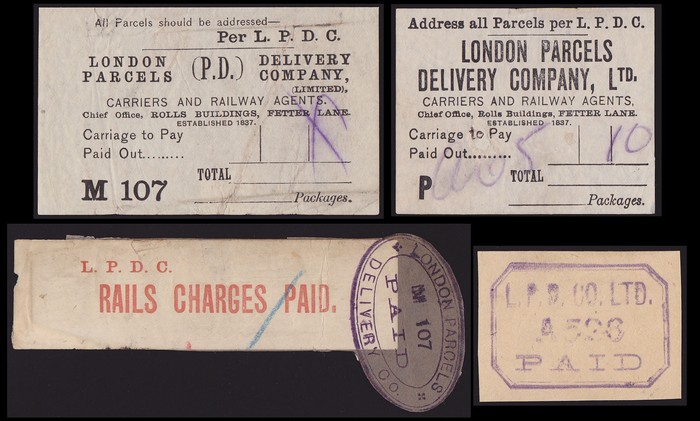 All Parcels should be addressed—
Per L. P. D. C.
LONDON PARCELS (P.D.) DELIVERY COMPANY,
(LIMITED),
CARRIERS AND RAILWAY AGENTS.
Chief Office, ROLLS BUILDINGS, FETTER LANE.
ESTABLISHED 1837.
Carriage to Pay
Paid Out........
TOTAL
M 107
Packages.
Address all Parcels per L. P. D. C.
LONDON PARCELS
DELIVERY COMPANY, LTD.
CARRIERS AND RAILWAY AGENTS,
Chief Office, Rolls Buildings, FETTER LANE.
ESTABLISHED 1837.
Carriage to Pay
Paid Out......... 10
TOTAL
P
Packages.
L. P. D. C.
RAILS CHARGES PAID.
LONDON PARCELS
M 107
PAID
DELIVERY CO.
L. P. D. CO. LTD.
PAID